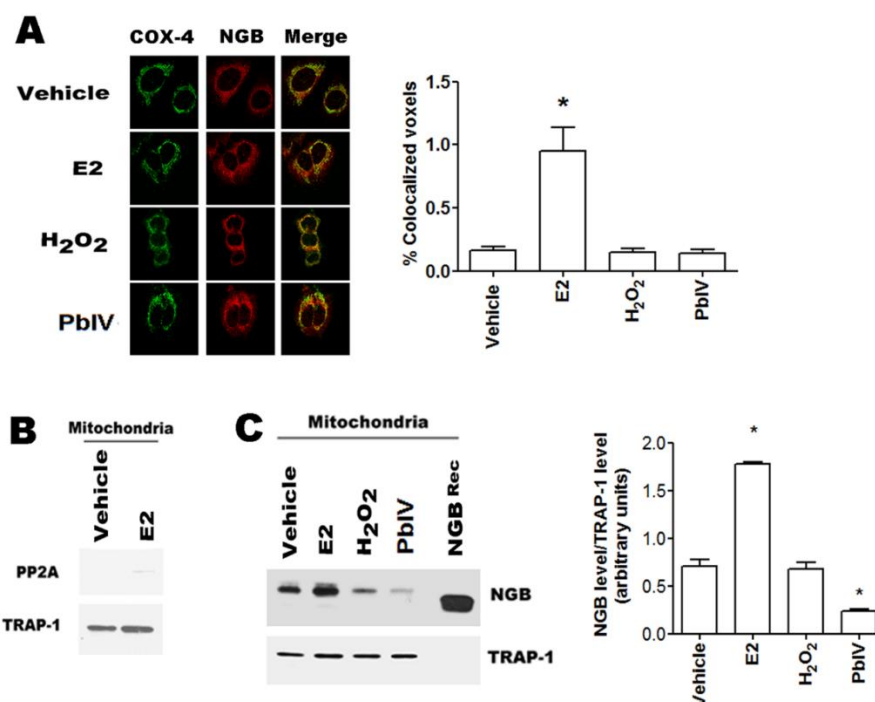 A
COX-4 NGB Merge
Vehicle
E2
H₂O₂
PbIV
% Colocalized voxels
1.5
1.0
0.5
0.0
*
Vehicle
E2
H₂O₂
PbIV
B
Mitochondria
Vehicle
E2
PP2A
TRAP-1
C
Mitochondria
Vehicle
E2
H₂O₂
PbIV
NGB Rec
NGB
TRAP-1
NGB level/TRAP-1 level
(arbitrary units)
2.0
1.5
1.0
0.5
0.0
*
*
Vehicle
E2
H₂O₂
PbIV